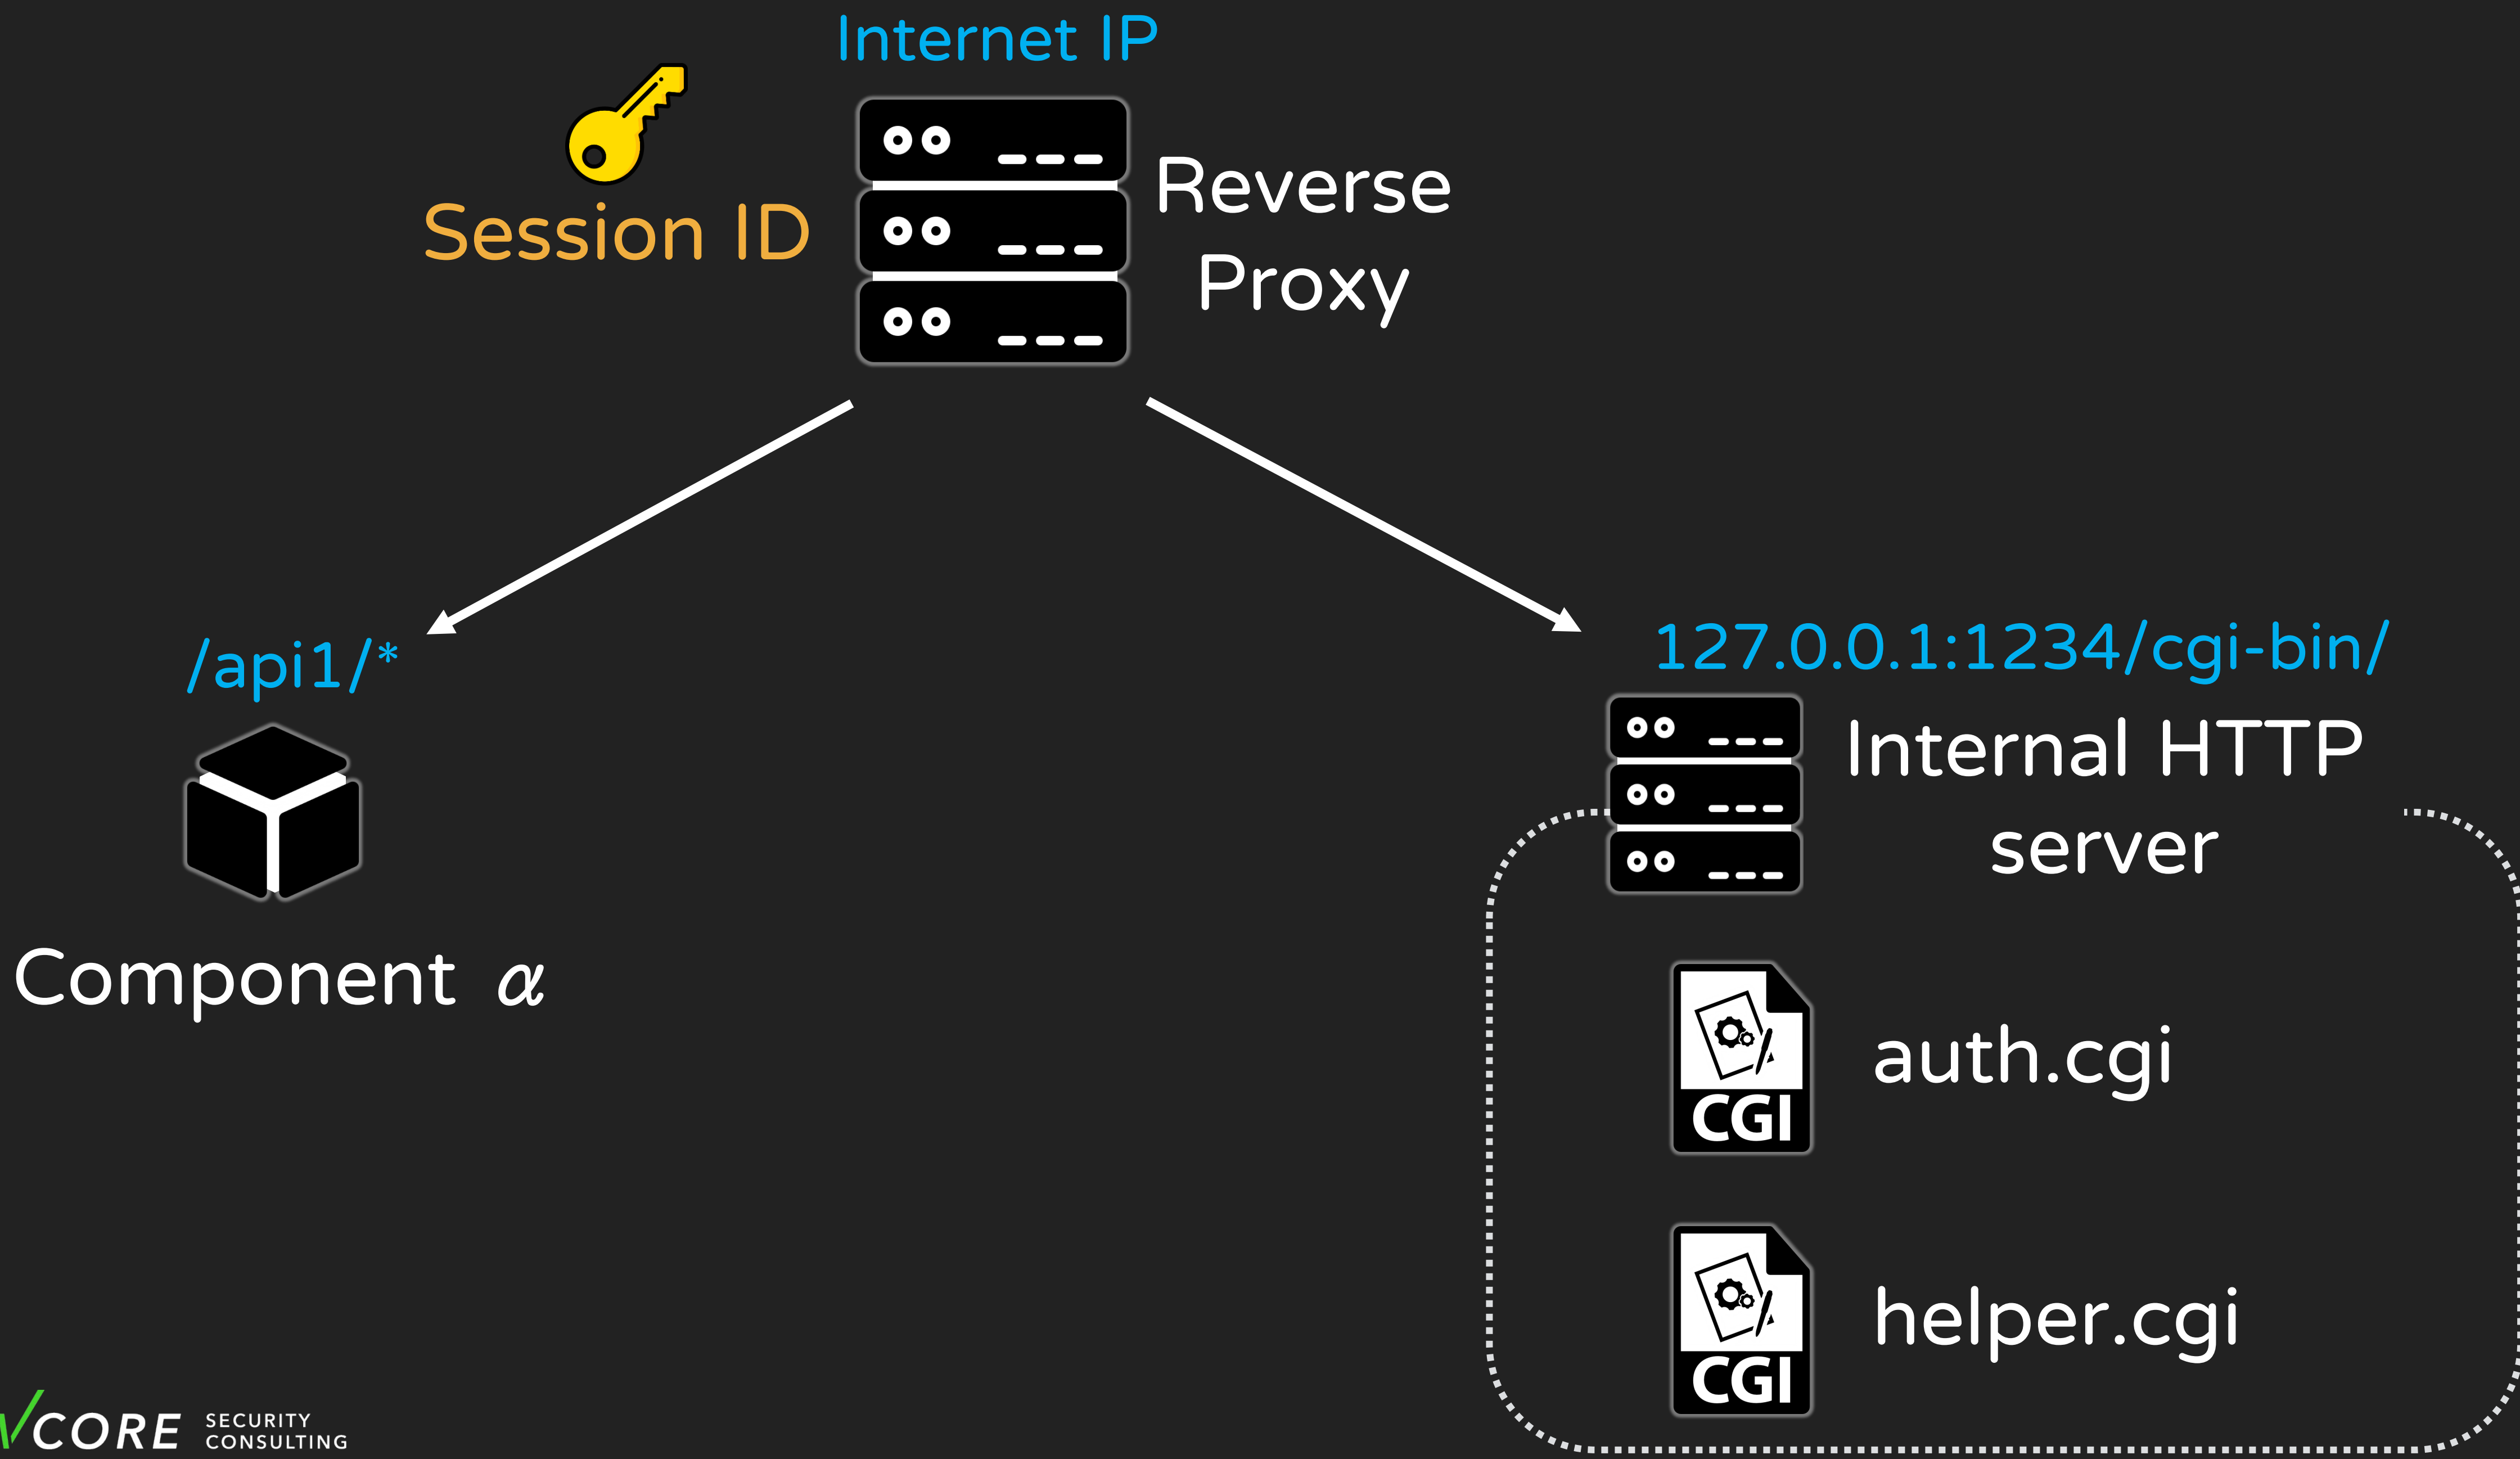 Internet IP
Session ID
Reverse
Proxy
/api1/*
127.0.0.1:1234/cgi-bin/
Internal HTTP
server
Component α
CGI
auth.cgi
CGI
helper.cgi
CORE
SECURITY
CONSULTING